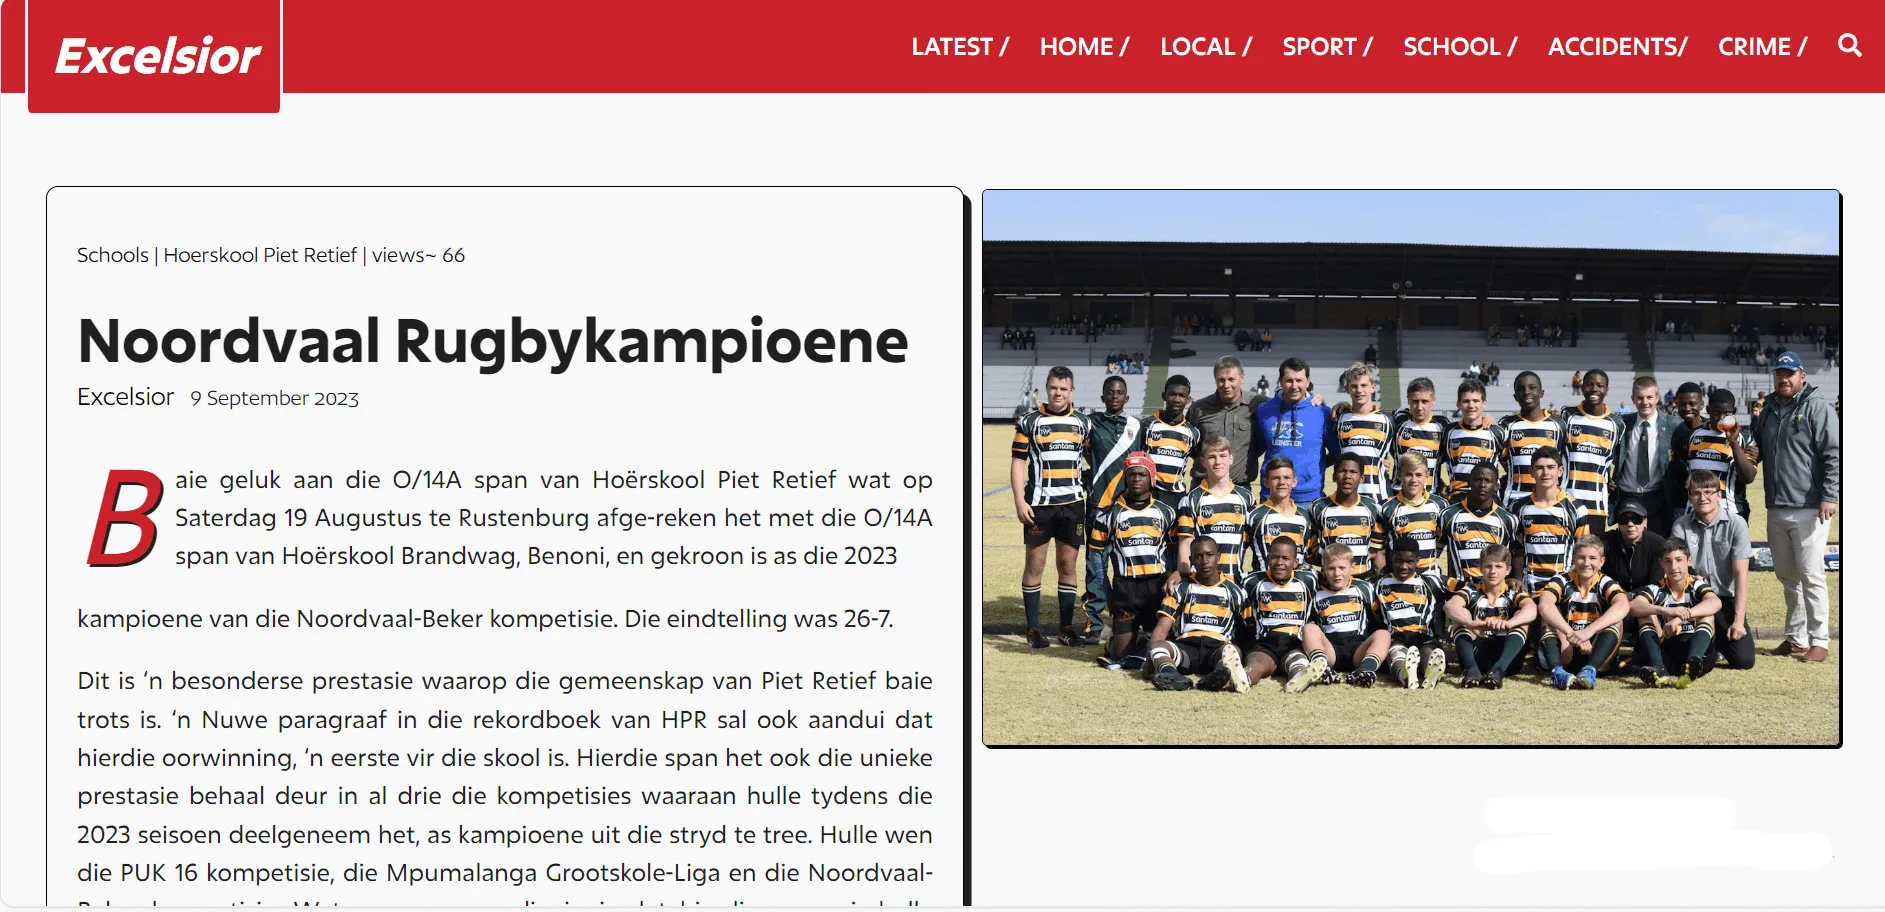 Excelsior
LATEST / HOME / LOCAL / SPORT / SCHOOL / ACCIDENTS/ CRIME /
Schools | Hoerskool Piet Retief | views~ 66
Noordvaal Rugbykampioene
Excelsior 9 September 2023
Baie geluk aan die O/14A span van Hoërskool Piet Retief wat op
Saterdag 19 Augustus te Rustenburg afge-reken het met die O/14A
span van Hoërskool Brandwag, Benoni, en gekroon is as die 2023
kampioene van die Noordvaal-Beker kompetisie. Die eindtelling was 26-7.
Dit is ‘n besonderse prestasie waarop die gemeenskap van Piet Retief baie
trots is. ‘n Nuwe paragraaf in die rekordboek van HPR sal ook aandui dat
hierdie oorwinning, ‘n eerste vir die skool is. Hierdie span het ook die unieke
prestasie behaal deur in al drie die kompetisies waaraan hulle tydens die
2023 seisoen deelgeneem het, as kampioene uit die stryd te tree. Hulle wen
die PUK 16 kompetisie, die Mpumalanga Grootskole-Liga en die Noordvaal-
LEINSTER
Santam